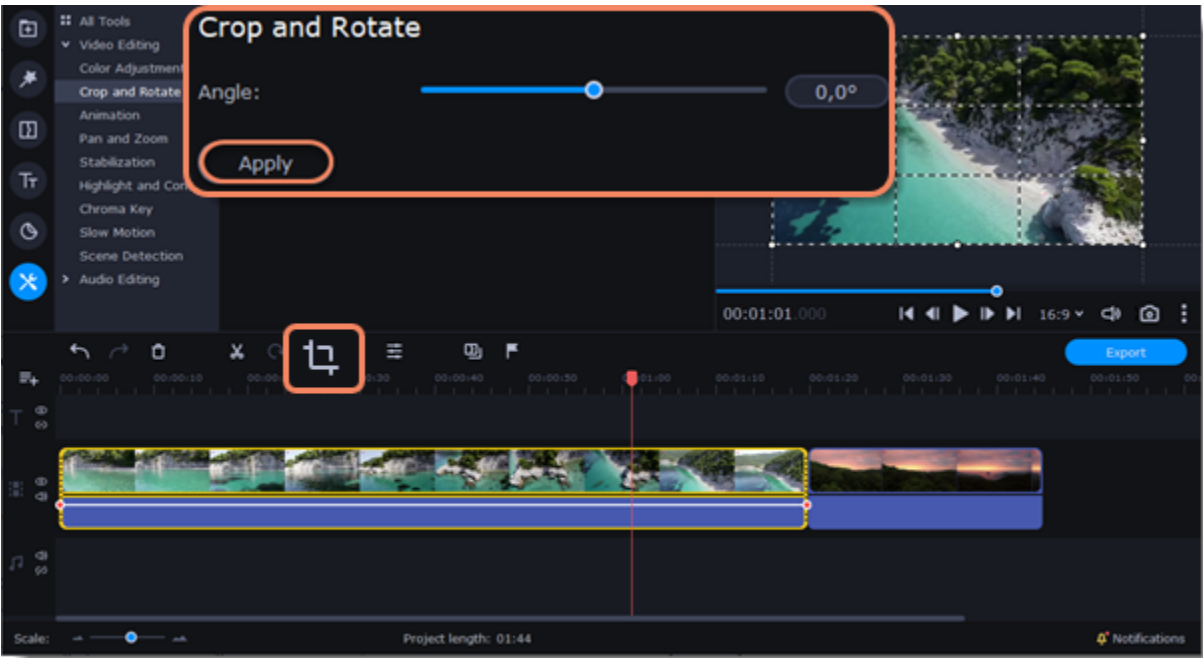 All Tools
Video Editing
Color Adjustment
Crop and Rotate
Animation
Pan and Zoom
Stabilization
Highlight and Con
Chroma Key
Slow Motion
Scene Detection
Audio Editing
Crop and Rotate
Angle: 0,0°
Apply
00:01:01.000
16:9
Export
00:00:00 00:00:10 00:00:40 00:00:50 00:01:10 00:01:20 00:01:30 00:01:40 00:01:50
Scale:
Project length: 01:44
Notifications